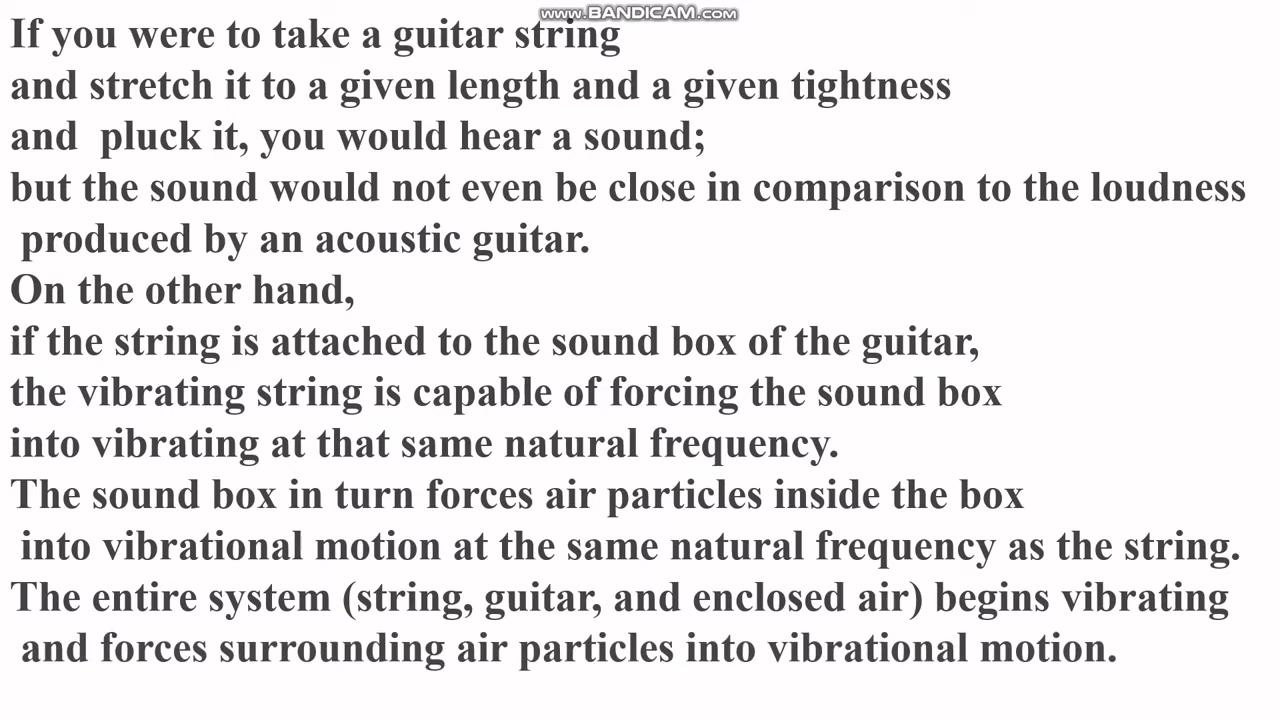 www.BANDICAM.com
If you were to take a guitar string
and stretch it to a given length and a given tightness
and  pluck it, you would hear a sound;
but the sound would not even be close in comparison to the loudness
produced by an acoustic guitar.
On the other hand,
if the string is attached to the sound box of the guitar,
the vibrating string is capable of forcing the sound box
into vibrating at that same natural frequency.
The sound box in turn forces air particles inside the box
into vibrational motion at the same natural frequency as the string.
The entire system (string, guitar, and enclosed air) begins vibrating
and forces surrounding air particles into vibrational motion.